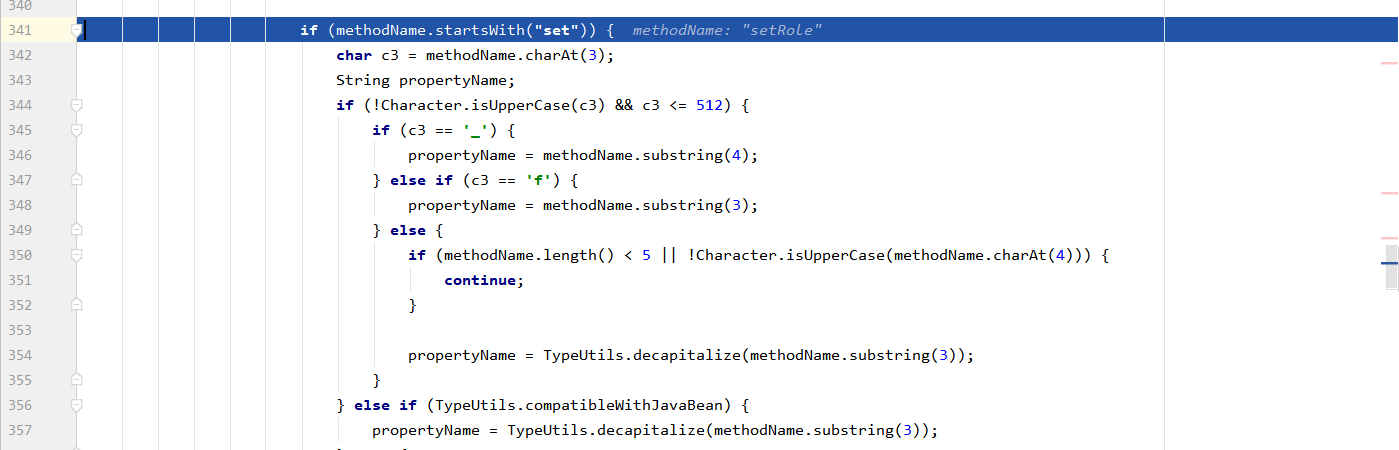 340
341 if (methodName.startsWith("set")) { methodName: "setRole"
342 char c3 = methodName.charAt(3);
343 String propertyName;
344 if (!Character.isUpperCase(c3) && c3 <= 512) {
345 if (c3 == '_') {
346 propertyName = methodName.substring(4);
347 } else if (c3 == 'f') {
348 propertyName = methodName.substring(3);
349 } else {
350 if (methodName.length() < 5 || !Character.isUpperCase(methodName.charAt(4))) {
351 continue;
352 }
353
354 propertyName = TypeUtils.decapitalize(methodName.substring(3));
355 }
356 } else if (TypeUtils.compatibleWithJavaBean) {
357 propertyName = TypeUtils.decapitalize(methodName.substring(3));